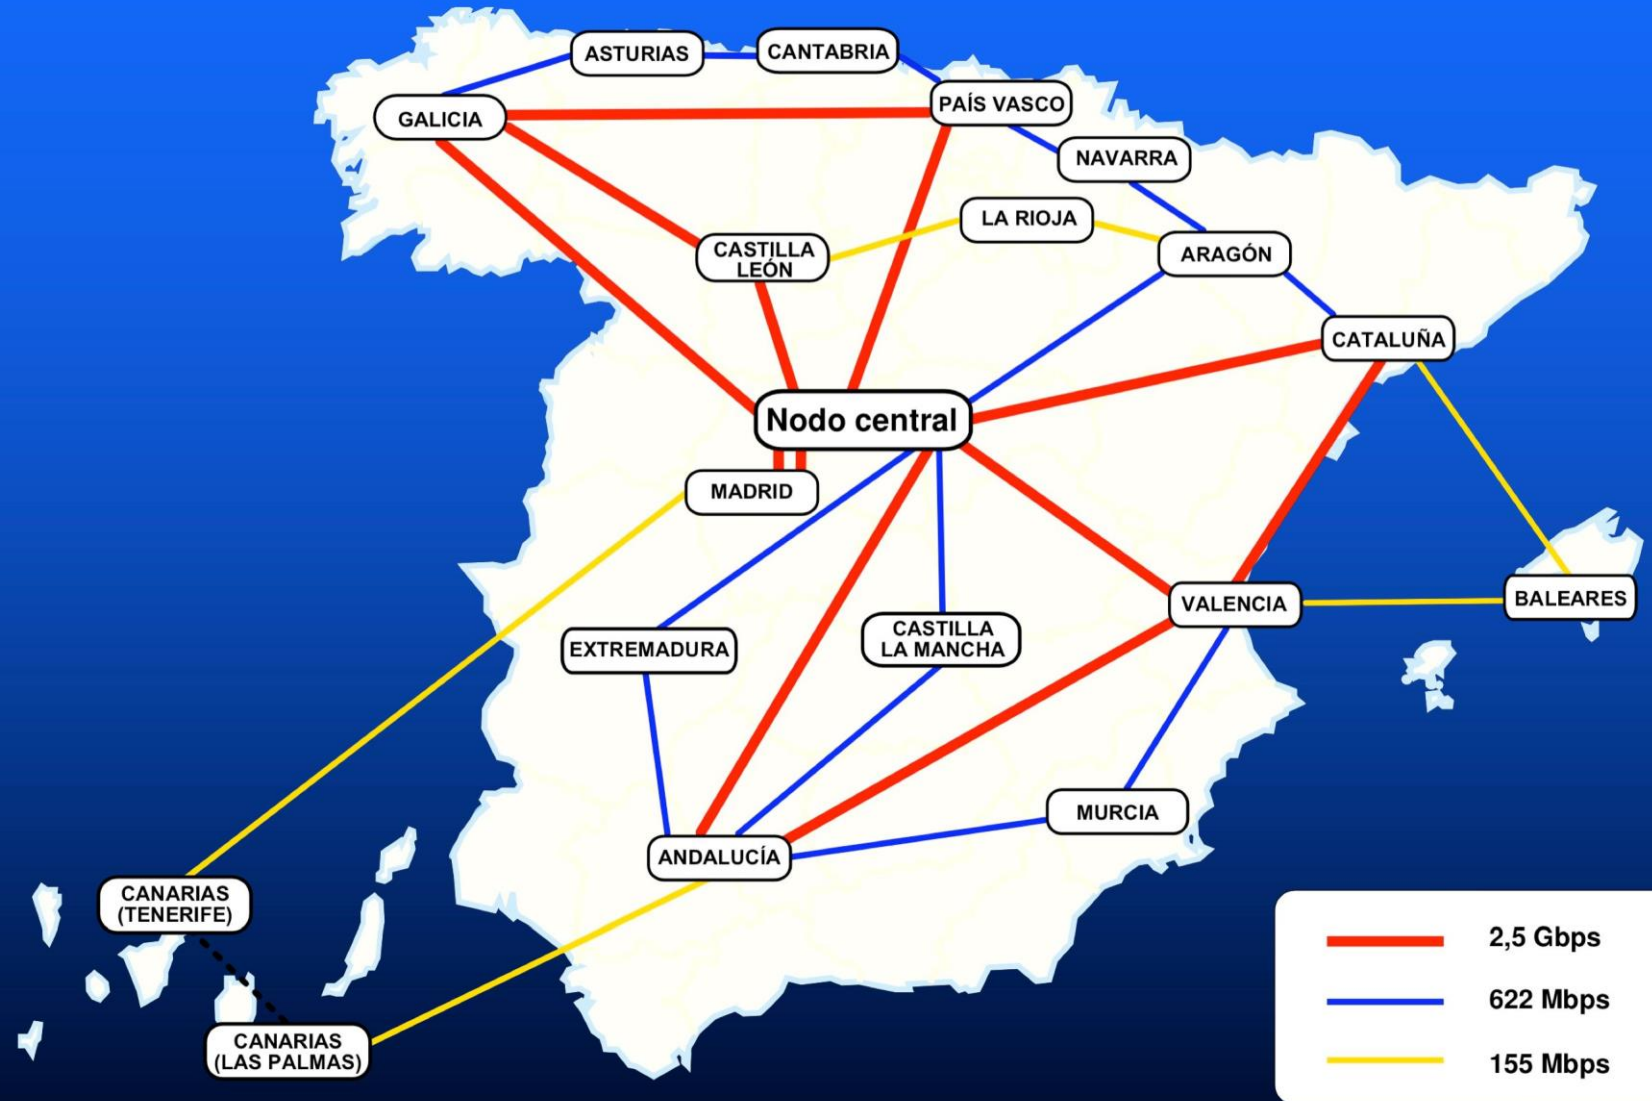 ASTURIAS
CANTABRIA
GALICIA
PAÍS VASCO
NAVARRA
LA RIOJA
CASTILLA
LEÓN
ARAGÓN
CATALUÑA
Nodo central
MADRID
VALENCIA
BALEARES
EXTREMADURA
CASTILLA
LA MANCHA
MURCIA
ANDALUCÍA
CANARIAS
(TENERIFE)
CANARIAS
(LAS PALMAS)
2,5 Gbps
622 Mbps
155 Mbps